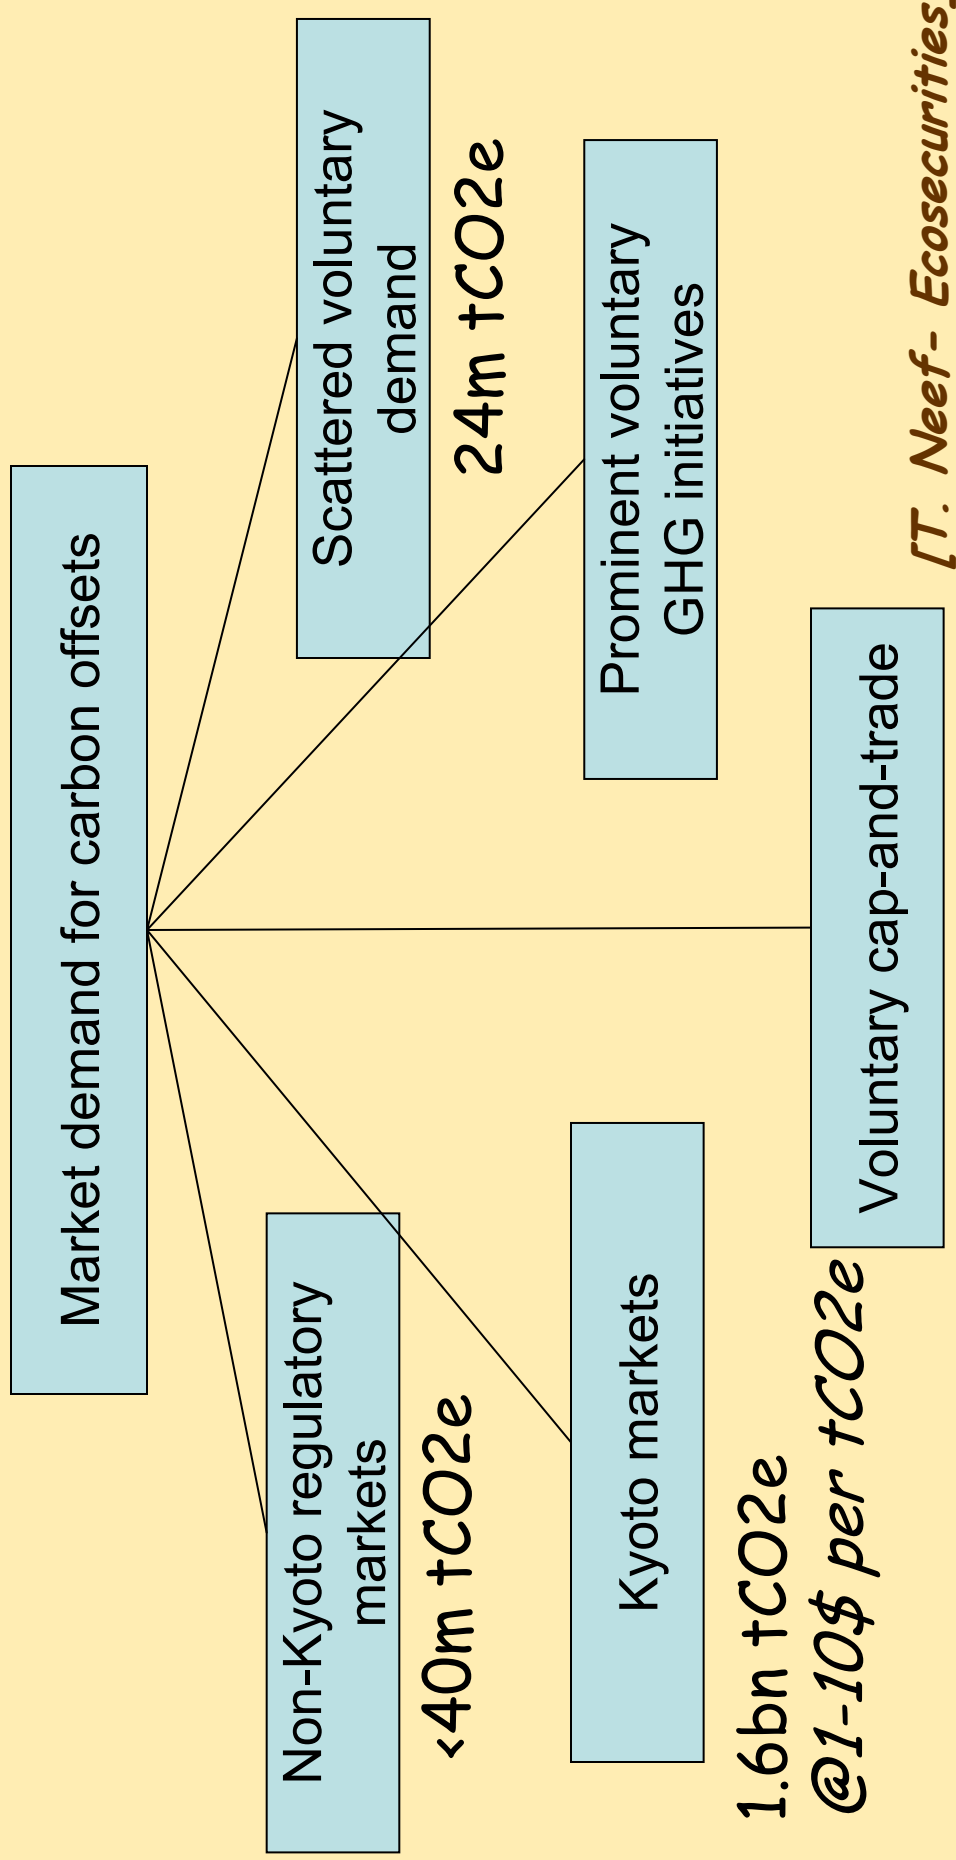 Market demand for carbon offsets
Non-Kyoto regulatory
markets
<40m tCO2e
Scattered voluntary
demand
24m tCO2e
Kyoto markets
1.6bn tCO2e
@1-10$ per tCO2e
Prominent voluntary
GHG initiatives
Voluntary cap-and-trade
[T. Neef- Ecosecurities]